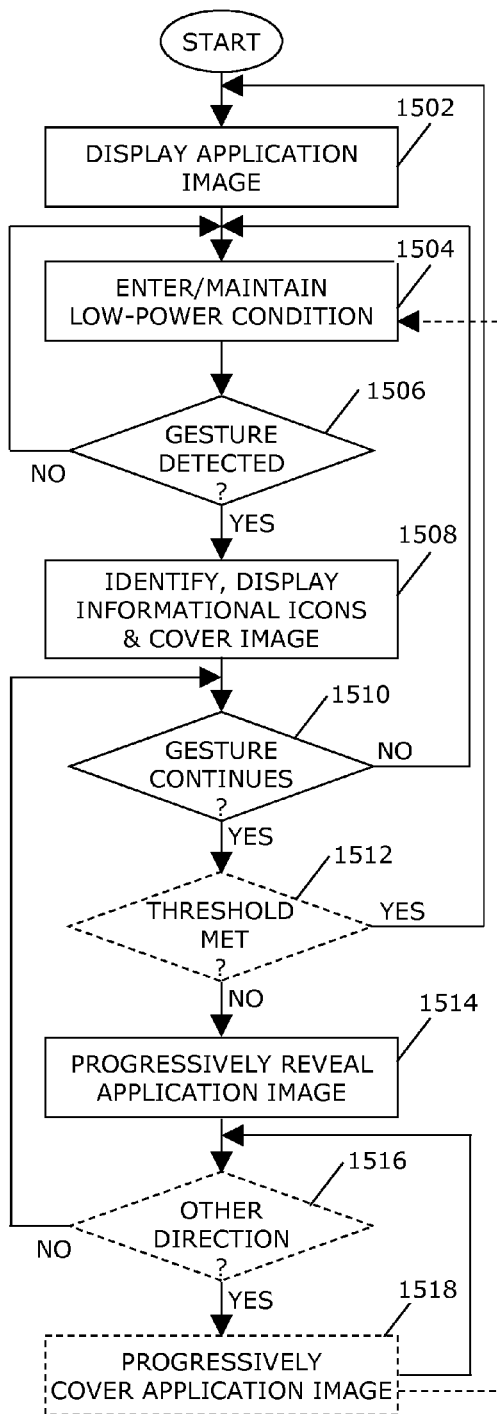 START
1502
DISPLAY APPLICATION
IMAGE
1504
ENTER/MAINTAIN
LOW-POWER CONDITION
1506
GESTURE
DETECTED
?
NO
YES
1508
IDENTIFY, DISPLAY
INFORMATIONAL ICONS
& COVER IMAGE
1510
GESTURE
CONTINUES
?
NO
YES
1512
THRESHOLD
MET
?
YES
NO
1514
PROGRESSIVELY REVEAL
APPLICATION IMAGE
1516
OTHER
DIRECTION
?
NO
YES
1518
PROGRESSIVELY
COVER APPLICATION IMAGE